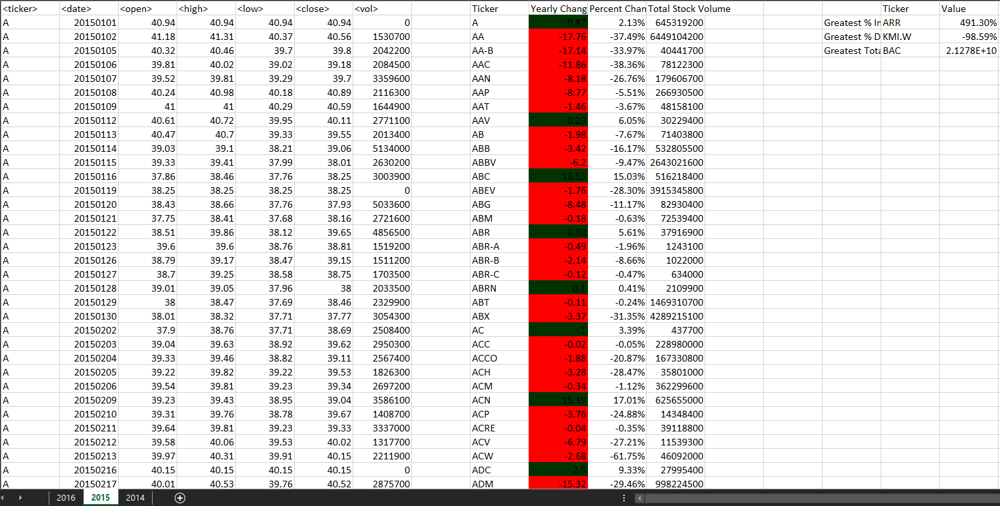 <ticker> <date> <open> <high> <low> <close> <vol> Ticker Yearly Chang Percent Chan Total Stock Volume Ticker Value
A 20150101 40.94 40.94 40.94 40.94 0 A 0.87 2.13% 645319200 Greatest % In ARR 491.30%
A 20150102 41.18 41.31 40.37 40.56 1530700 AA -17.76 -37.49% 6449104200 Greatest % D KMI.W -98.59%
A 20150105 40.32 40.46 39.7 39.8 2042200 AA-B -17.14 -33.97% 40441700 Greatest Tota BAC 2.1278E+10
A 20150106 39.81 40.02 39.02 39.18 2084500 AAC -11.86 -38.36% 78122300
A 20150107 39.52 39.81 39.29 39.7 3359600 AAN -8.18 -26.76% 179606700
A 20150108 40.24 40.98 40.18 40.89 2116300 AAP -8.77 -5.51% 266930500
A 20150109 41 41 40.29 40.59 1644900 AAT -1.46 -3.67% 48158100
A 20150112 40.61 40.72 39.95 40.11 2771100 AAV 0.29 6.05% 30229400
A 20150113 40.47 40.7 39.33 39.55 2013400 AB -1.98 -7.67% 71403800
A 20150114 39.03 39.1 38.21 39.06 5134000 ABB -3.42 -16.17% 532805500
A 20150115 39.33 39.41 37.99 38.01 2630200 ABBV -6.2 -9.47% 2643021600
A 20150116 37.86 38.46 37.76 38.25 3003900 ABC 13.55 15.03% 516218400
A 20150119 38.25 38.25 38.25 38.25 0 ABEV -1.76 -28.30% 3915345800
A 20150120 38.43 38.66 37.76 37.93 5033600 ABG -8.48 -11.17% 82930400
A 20150121 37.75 38.41 37.68 38.16 2721600 ABM -0.18 -0.63% 72539400
A 20150122 38.51 39.86 38.12 39.65 4856500 ABR 0.38 5.61% 37916900
A 20150123 39.6 39.6 38.76 38.81 1519200 ABR-A -0.49 -1.96% 1243100
A 20150126 38.79 39.17 38.47 39.15 1511200 ABR-B -2.14 -8.66% 1022000
A 20150127 38.7 39.25 38.58 38.75 1703500 ABR-C -0.12 -0.47% 634000
A 20150128 39.01 39.05 37.96 38 2033500 ABRN 0.1 0.41% 2109900
A 20150129 38 38.47 37.69 38.46 2329900 ABT -0.11 -0.24% 1469310700
A 20150130 38.01 38.32 37.71 37.77 3054300 ABX -3.37 -31.35% 4289215100
A 20150202 37.9 38.76 37.71 38.69 2508400 AC 1 3.39% 437700
A 20150203 39.04 39.63 38.92 39.62 2950300 ACC -0.02 -0.05% 228980000
A 20150204 39.33 39.46 38.82 39.11 2567400 ACCO -1.88 -20.87% 167330800
A 20150205 39.22 39.82 39.22 39.53 1826300 ACH -3.28 -28.47% 35801000
A 20150206 39.54 39.81 39.23 39.34 2697200 ACM -0.34 -1.12% 362299600
A 20150209 39.23 39.43 38.95 39.04 3586100 ACN 15.19 17.01% 625655000
A 20150210 39.31 39.76 38.78 39.67 1408700 ACP -3.76 -24.88% 14348400
A 20150211 39.64 39.81 39.23 39.33 3337000 ACRE -0.04 -0.35% 39118800
A 20150212 39.58 40.06 39.53 40.02 1317700 ACV -6.79 -27.21% 11539300
A 20150213 39.97 40.31 39.91 40.15 2211900 ACW -2.68 -61.75% 46092000
A 20150216 40.15 40.15 40.15 40.15 0 ADC 2.9 9.33% 27995400
A 20150217 40.01 40.53 39.76 40.52 2875700 ADM -15.32 -29.46% 998224500
2016 2015 2014